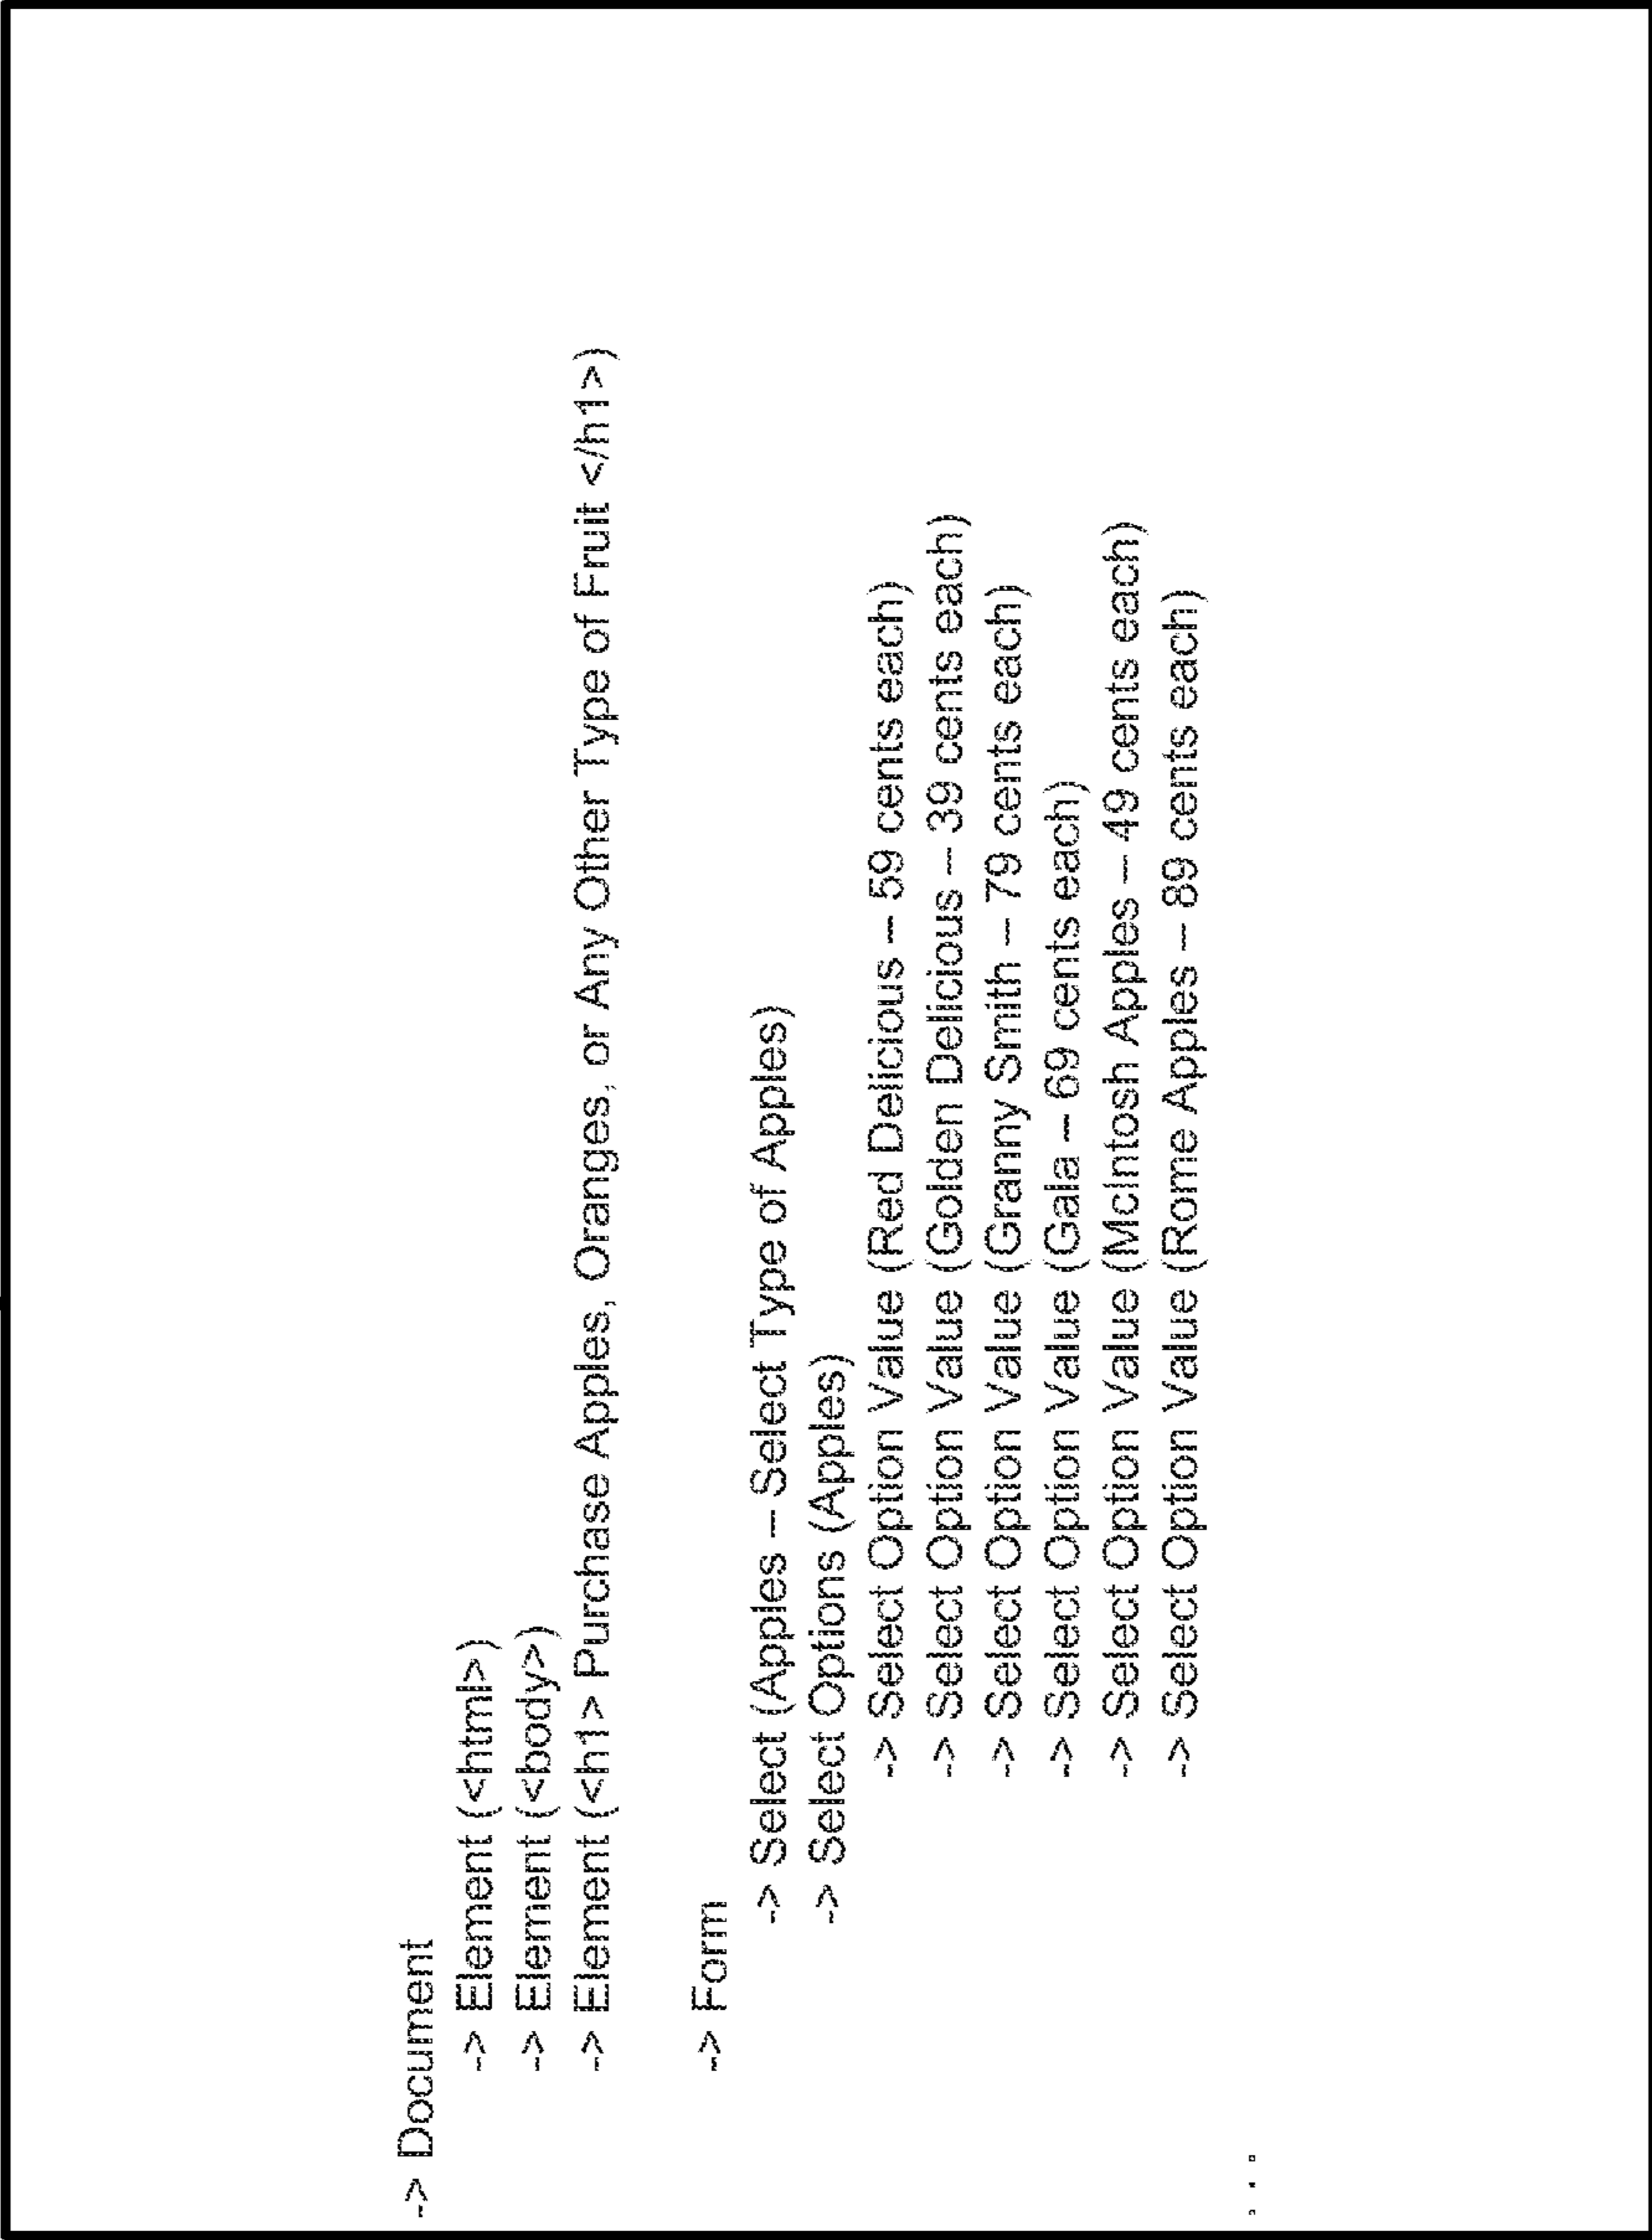 -> Document
-> Element (<html>)
-> Element (<body>)
-> Element (<h1> Purchase Apples, Oranges, or Any Other Type of Fruit </h1>)
-> Form
-> Select (Apples – Select Type of Apples)
-> Select Options (Apples)
-> Select Option Value (Red Delicious – 59 cents each)
-> Select Option Value (Golden Delicious – 39 cents each)
-> Select Option Value (Granny Smith – 79 cents each)
-> Select Option Value (Gala – 69 cents each)
-> Select Option Value (McIntosh Apples – 49 cents each)
-> Select Option Value (Rome Apples – 89 cents each)
...